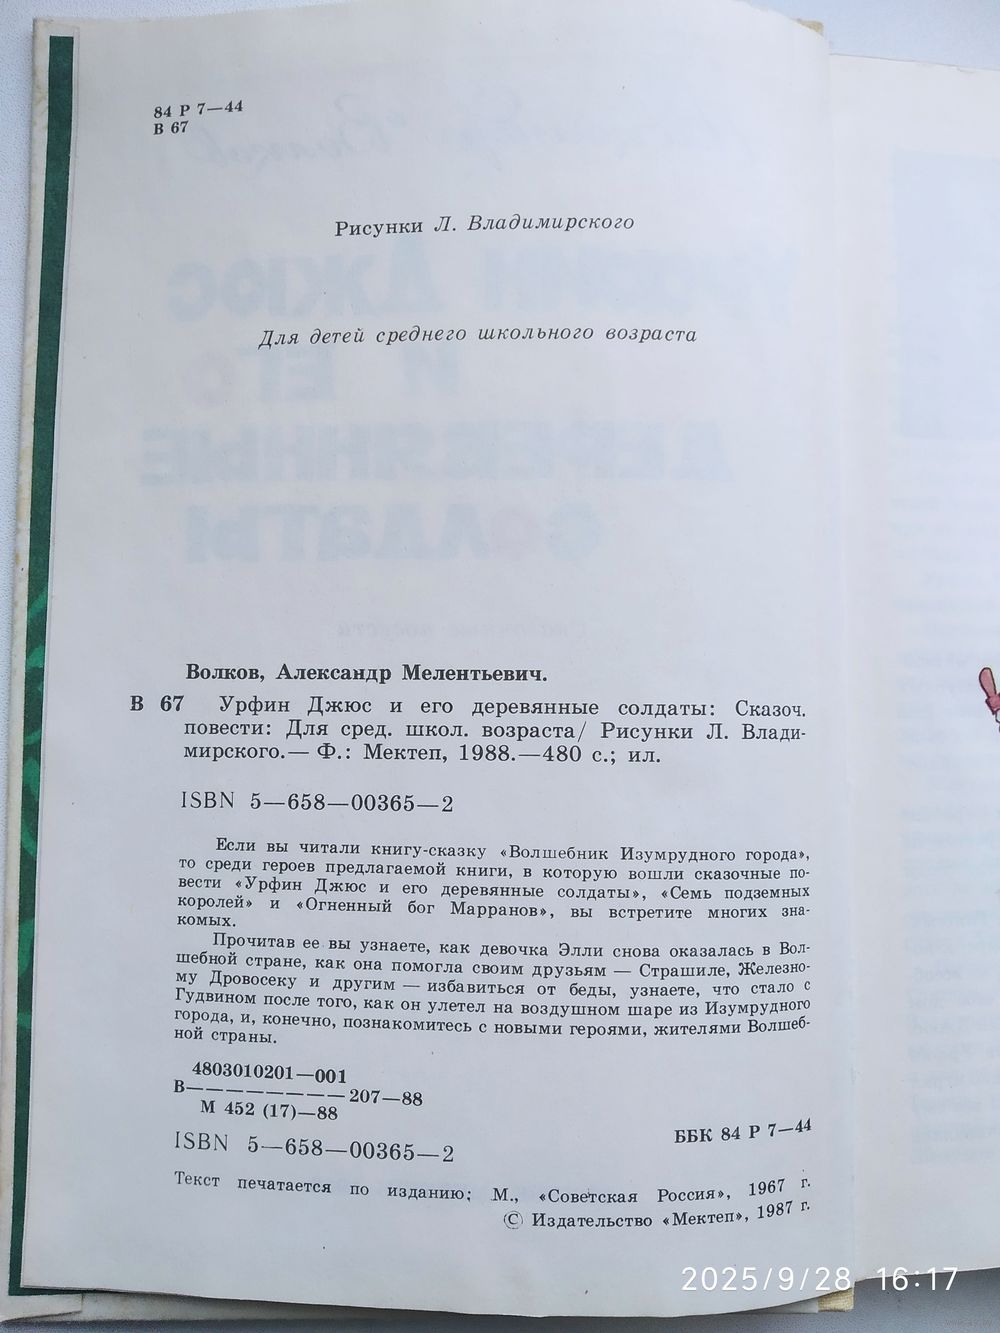 84 Р 7—44
В 67
Рисунки Л. Владимирского
Для детей среднего школьного возраста
Волков, Александр Мелентьевич.
В 67 Урфин Джюс и его деревянные солдаты: Сказоч.
повести: Для сред. школ. возраста/ Рисунки Л. Влади-
мирского.— Ф.: Мектеп, 1988.—480 с.; ил.
ISBN 5—658—00365—2
Если вы читали книгу-сказку «Волшебник Изумрудного города»,
то среди героев предлагаемой книги, в которую вошли сказочные по-
вести «Урфин Джюс и его деревянные солдаты», «Семь подземных
королей» и «Огненный бог Марранов», вы встретите многих зна-
комых.
Прочитав ее вы узнаете, как девочка Элли снова оказалась в Вол-
шебной стране, как она помогла своим друзьям — Страшиле, Железно-
му Дровосеку и другим — избавиться от беды, узнаете, что стало с
Гудвином после того, как он улетел на воздушном шаре из Изумрудного
города, и, конечно, познакомитесь с новыми героями, жителями Волшеб-
ной страны.
4803010201—001
В————————207—88
М 452 (17)—88
ББК 84 Р 7—44
ISBN 5—658—00365—2
Текст печатается по изданию; М., «Советская Россия», 1967 г.
© Издательство «Мектеп», 1987 г.
2025/9/28 16:17